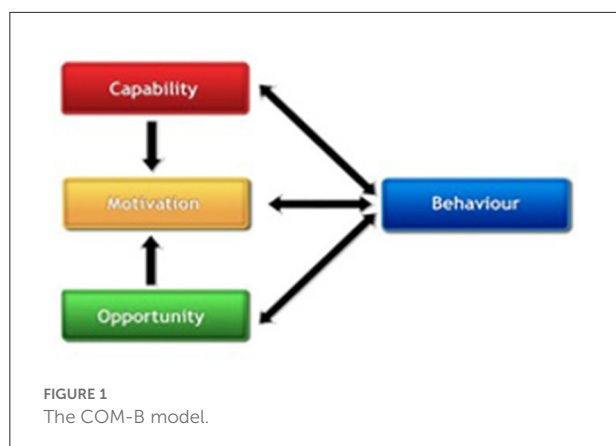 Capability
Motivation
Behaviour
Opportunity
FIGURE 1
The COM-B model.